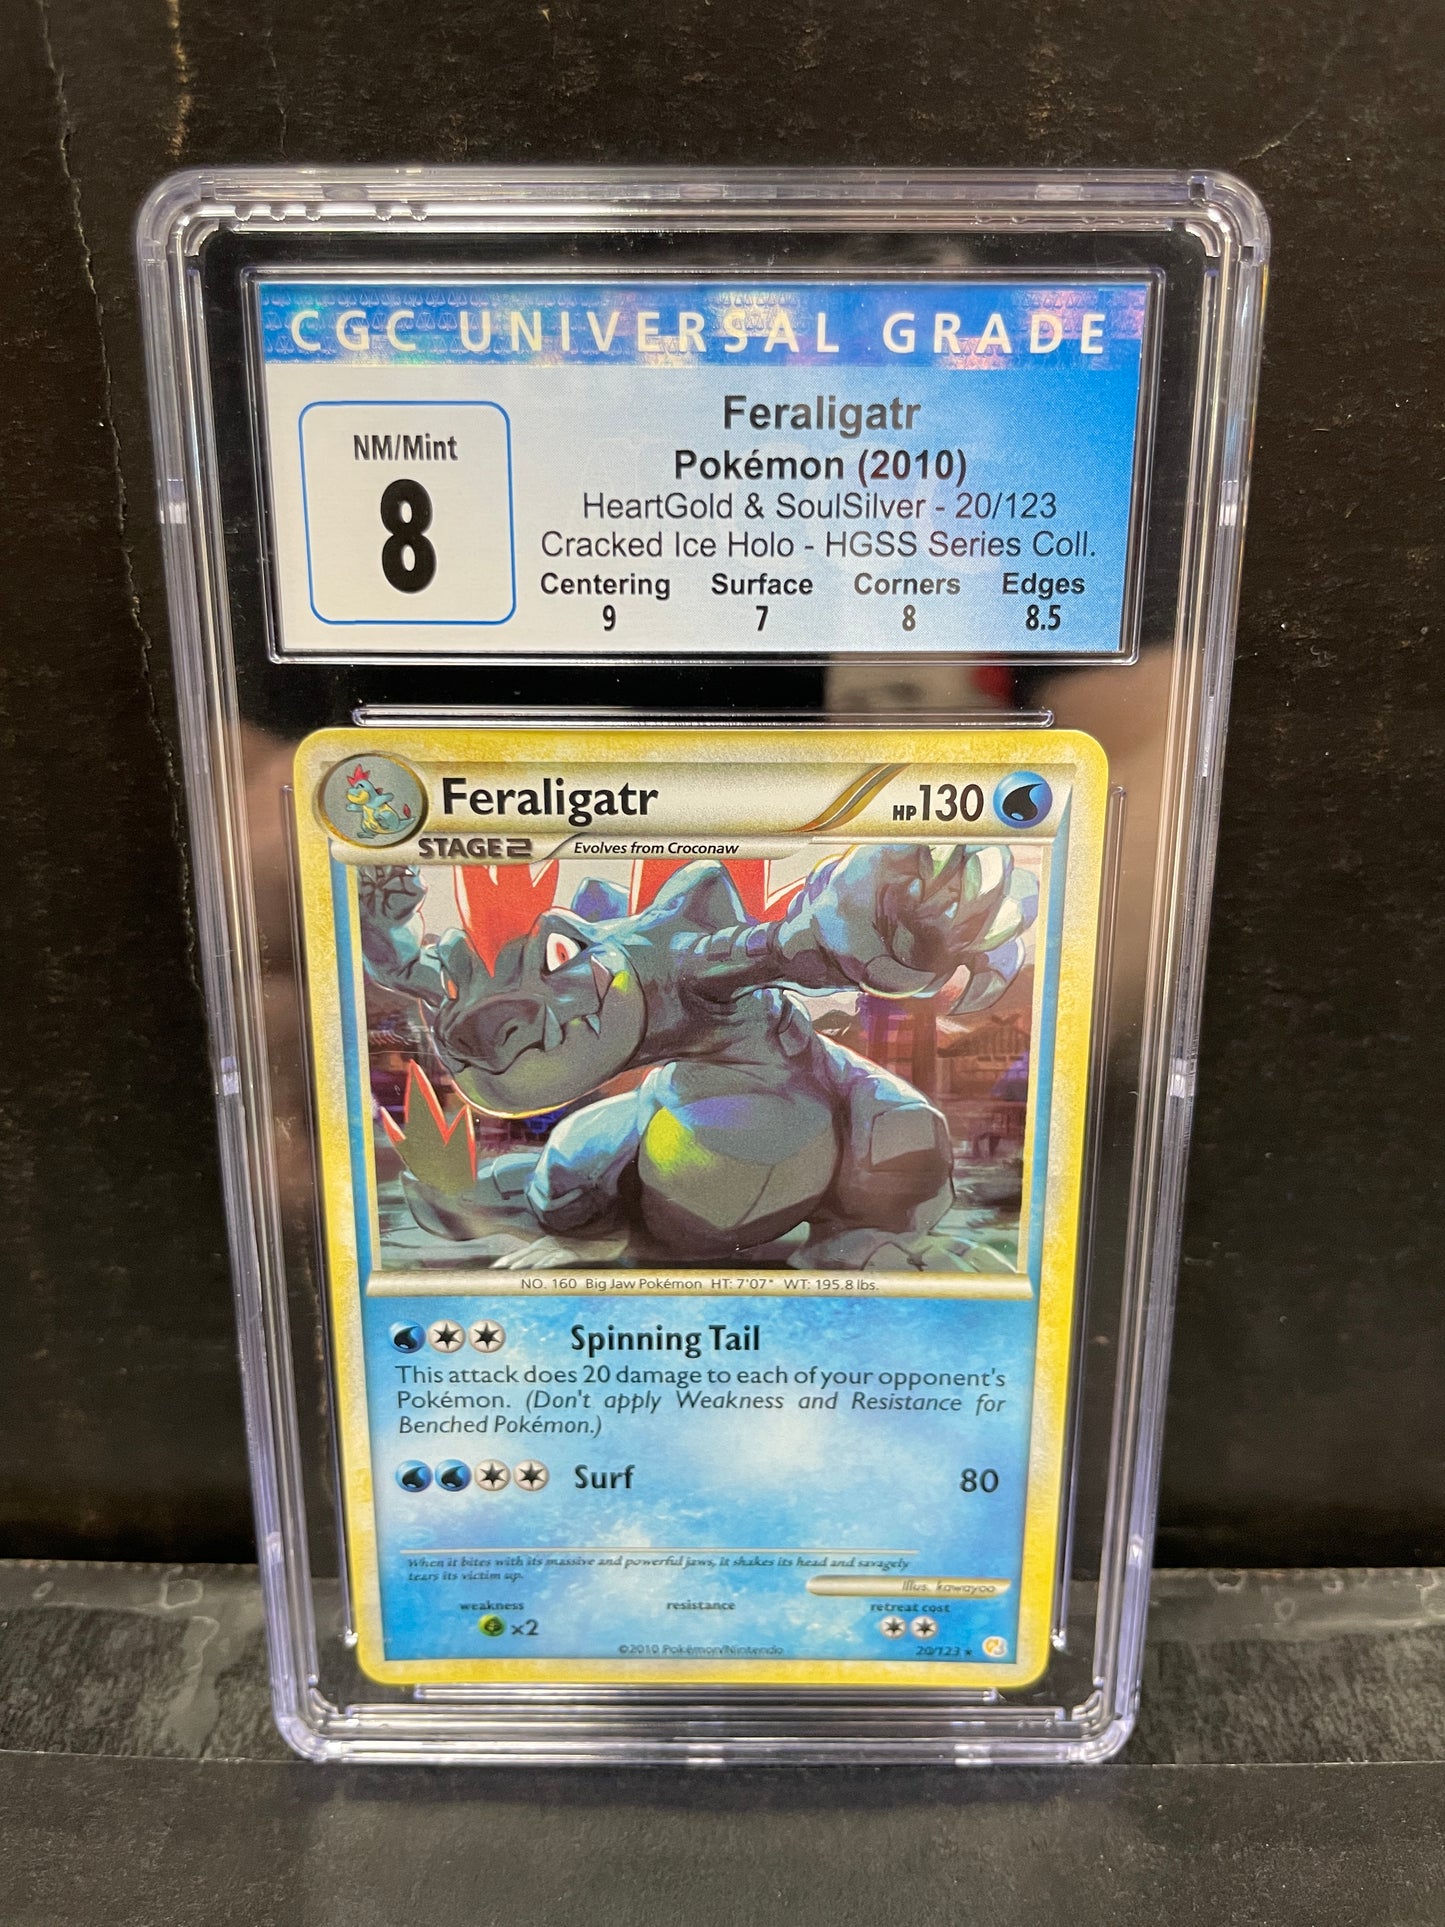 CGC UNIVERSAL GRADE
NM/Mint
8
Feraligatr
Pokémon (2010)
HeartGold & SoulSilver - 20/123
Cracked Ice Holo - HGSS Series Coll.
Centering Surface Corners Edges
9 7 8 8.5
Feraligatr HP130
STAGE 2 Evolves from Croconaw
NO. 160 Big Jaw Pokémon HT: 7'07" WT: 195.8 lbs.
Spinning Tail
This attack does 20 damage to each of your opponent's
Pokémon. (Don't apply Weakness and Resistance for
Benched Pokémon.)
Surf 80
When it bites with its massive and powerful jaws, it shakes its head and savagely
tears its victim up.
Illus. kawayoo
weakness resistance retreat cost
x2
©2010 Pokémon/Nintendo 20/123 ★